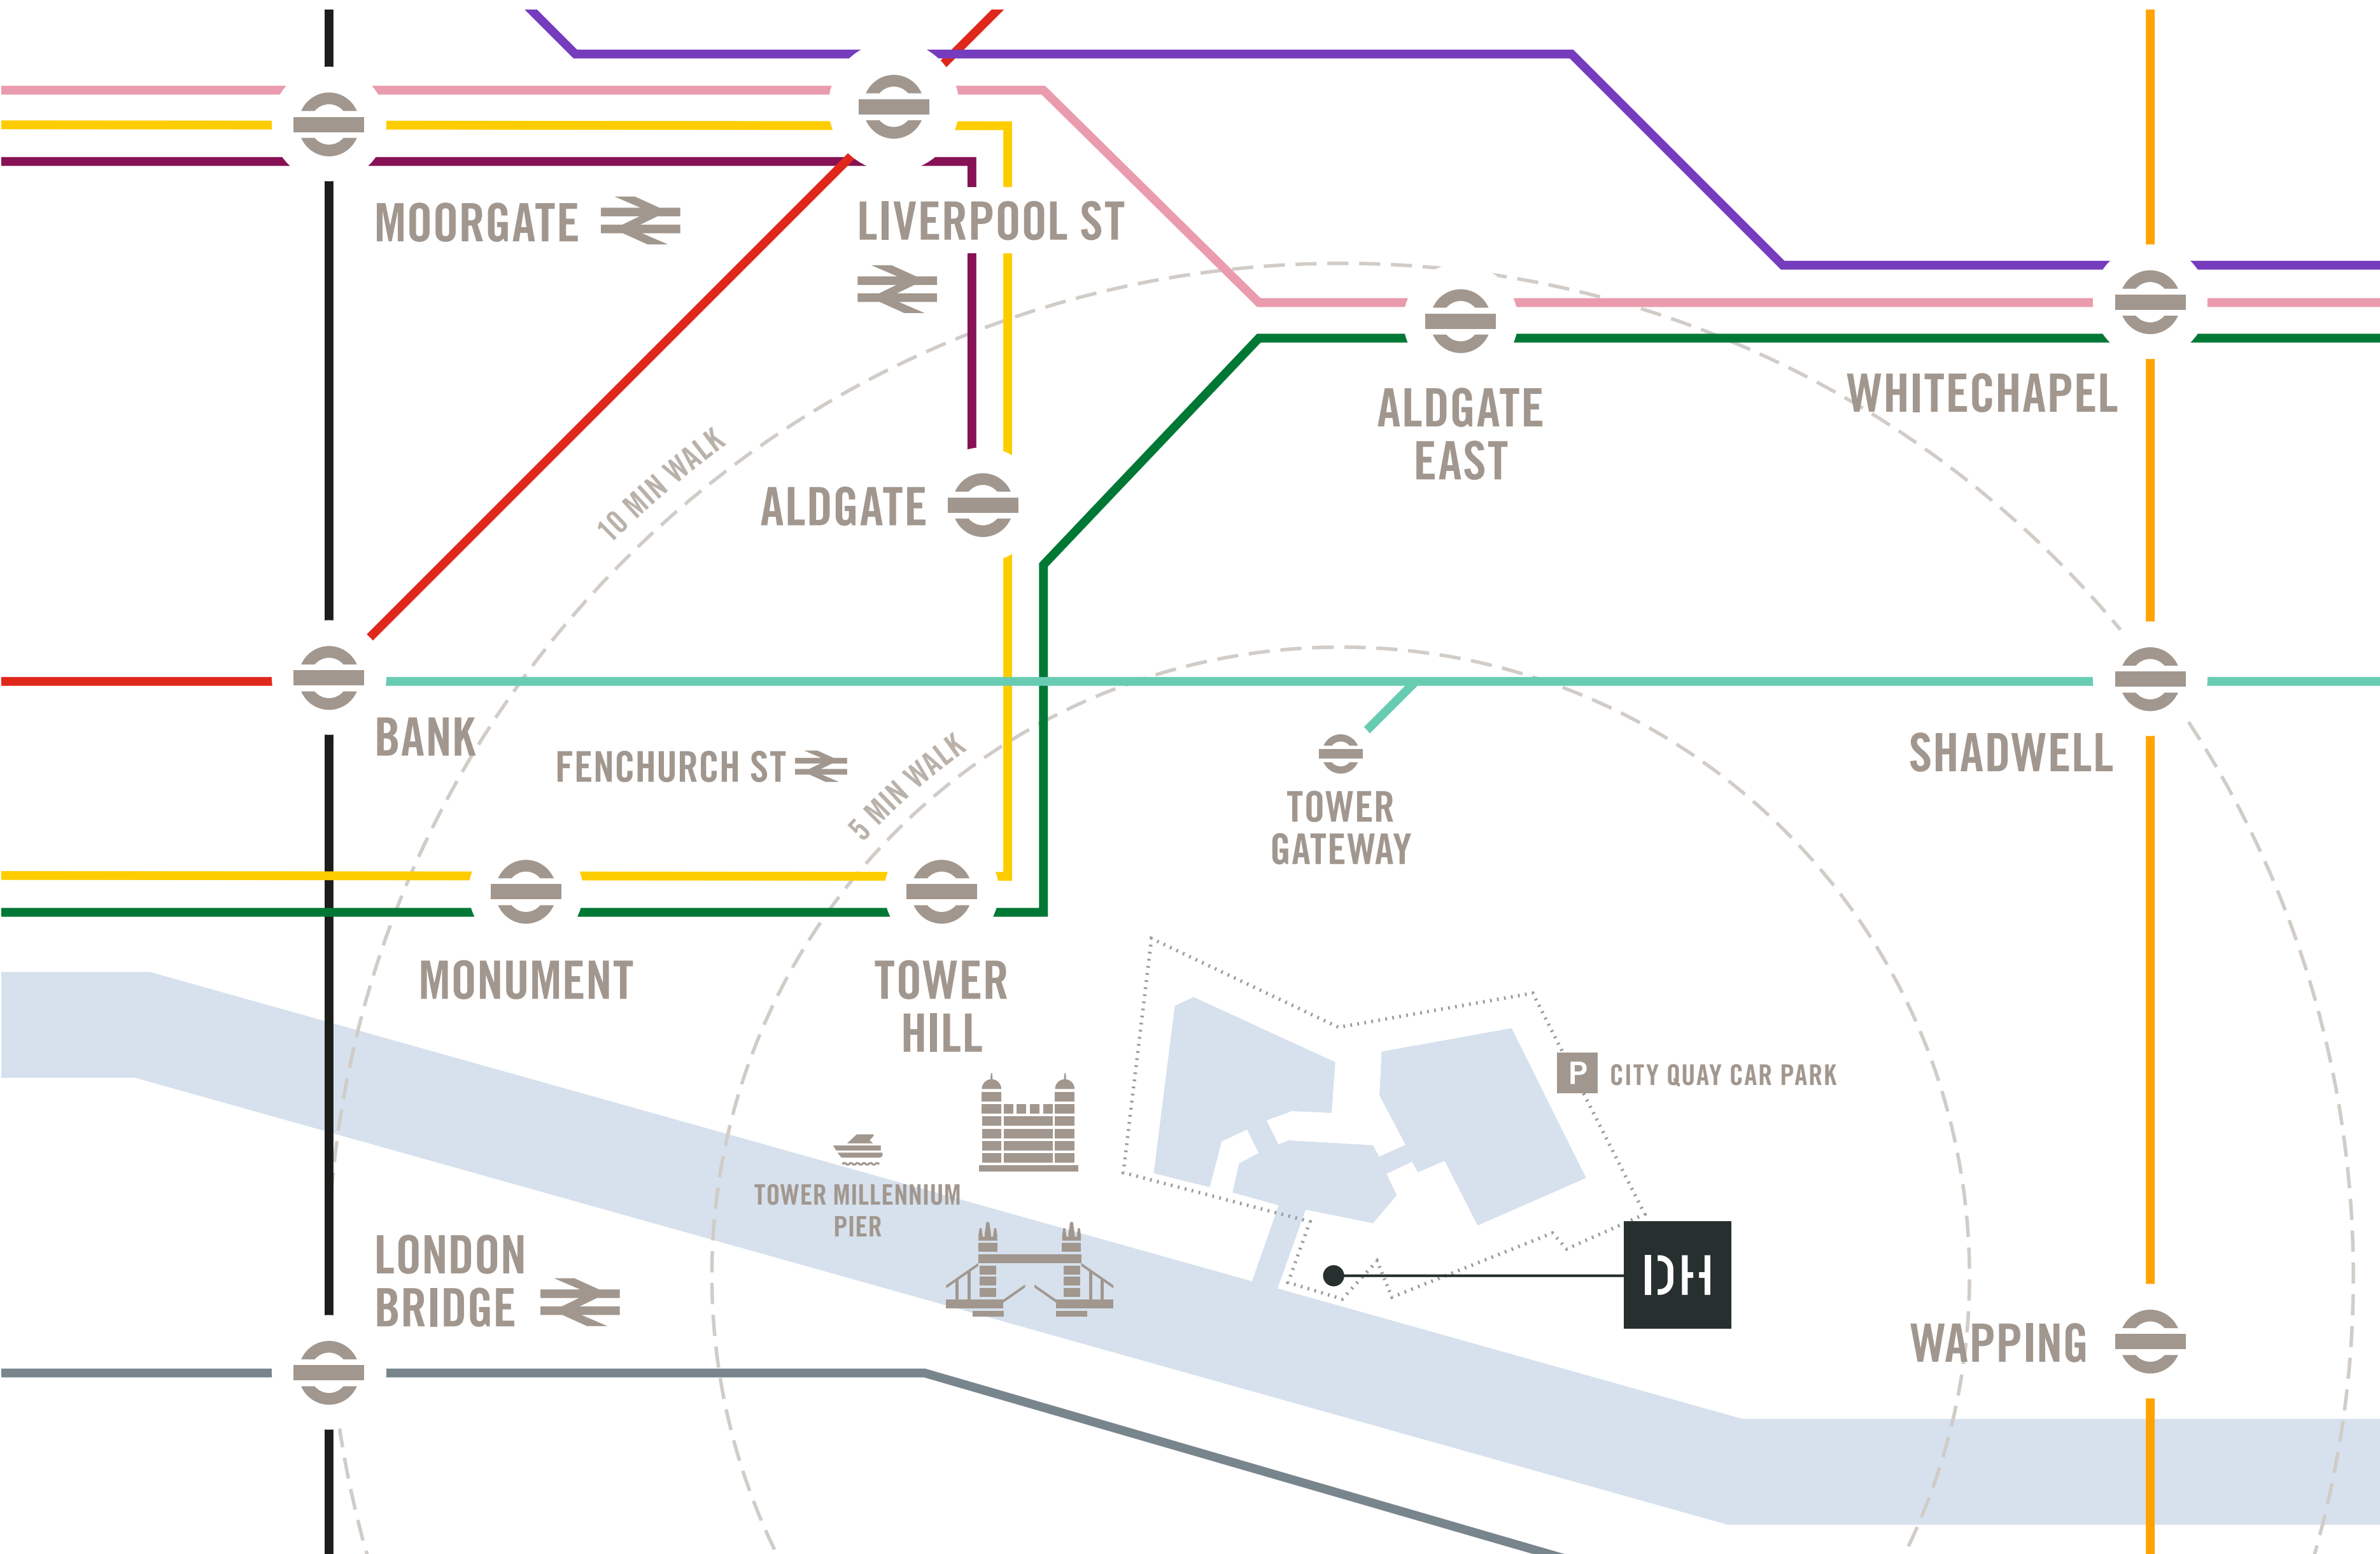 MOORGATE
LIVERPOOL ST
WHITECHAPEL
ALDGATE
EAST
10 MIN WALK
ALDGATE
BANK
FENCHURCH ST
5 MIN WALK
SHADWELL
TOWER
GATEWAY
MONUMENT
TOWER
HILL
P
CITY QUAY CAR PARK
TOWER MILLENNIUM
PIER
LONDON
BRIDGE
DH
WAPPING